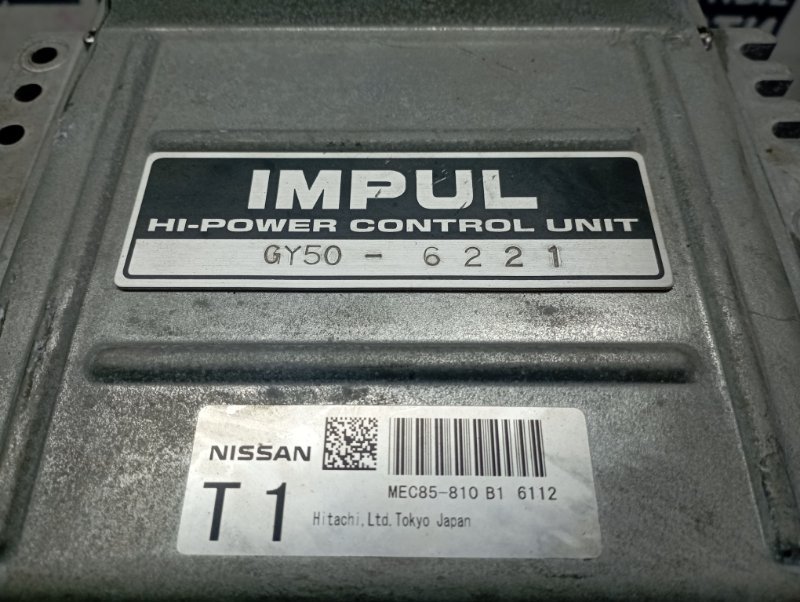 IMPUL
HI-POWER CONTROL UNIT
GY50 - 6221
NISSAN
T1
MEC85-810 B1 6112
Hitachi, Ltd. Tokyo Japan